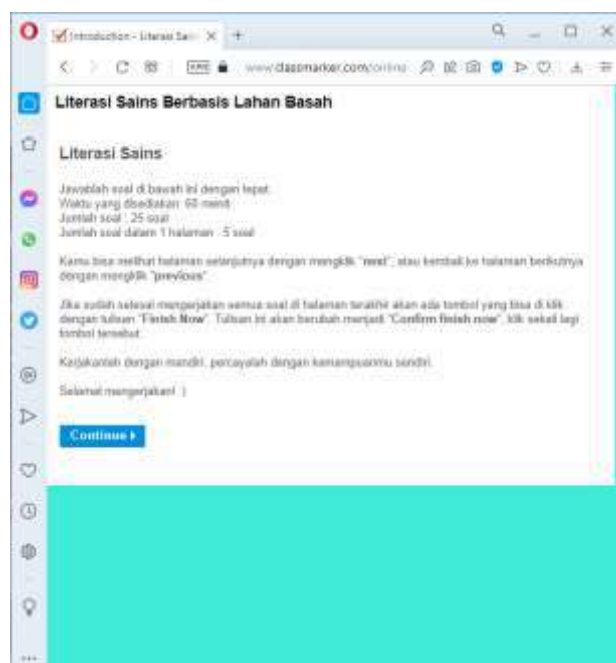 Introduction - Literasi Sain
www.classmarker.com/online
Literasi Sains Berbasis Lahan Basah
Literasi Sains
Jawablah soal di bawah ini dengan tepat.
Waktu yang disediakan: 60 menit
Jumlah soal : 25 soal
Jumlah soal dalam 1 halaman : 5 soal
Kamu bisa melihat halaman selanjutnya dengan mengklik "next", atau kembali ke halaman berikutnya
dengan mengklik "previous".
Jika sudah selesai mengerjakan semua soal di halaman terakhir akan ada tombol yang bisa di klik
dengan tulisan "Finish Now". Tulisan ini akan berubah menjadi "Confirm finish now", klik sekali lagi
tombol tersebut.
Kerjakanlah dengan mandiri, percayalah dengan kemampuanmu sendiri.
Selamat mengerjakan! :)
Continue